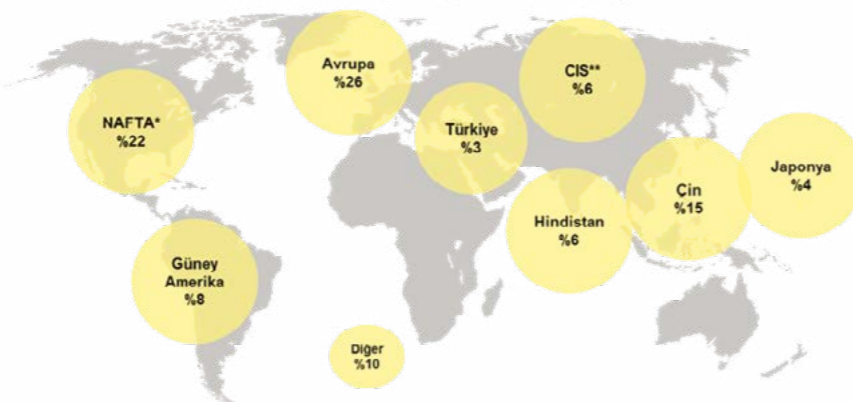 Avrupa
%26
CIS**
%6
NAFTA*
%22
Türkiye
%3
Japonya
%4
Çin
%15
Hindistan
%6
Güney
Amerika
%8
Diğer
%10